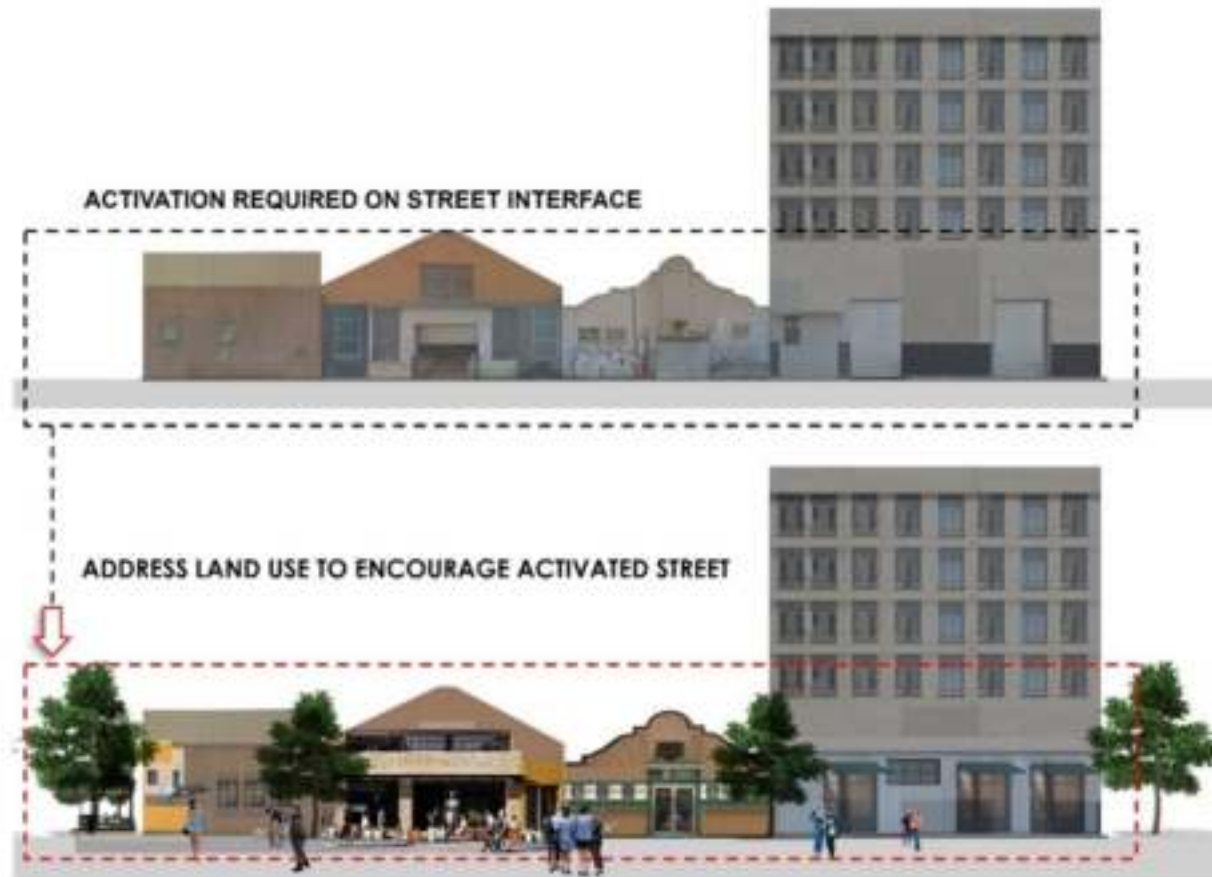 ACTIVATION REQUIRED ON STREET INTERFACE
ADDRESS LAND USE TO ENCOURAGE ACTIVATED STREET